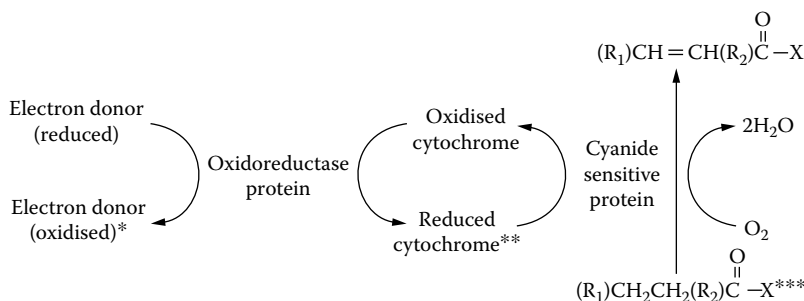 O
(R₁)CH=CH(R₂)C–X
Electron donor
(reduced)
Oxidoreductase
protein
Electron donor
(oxidised)*
Oxidised
cytochrome
Reduced
cytochrome**
Cyanide
sensitive
protein
2H₂O
O₂
O
(R₁)CH₂CH₂(R₂)C–X***